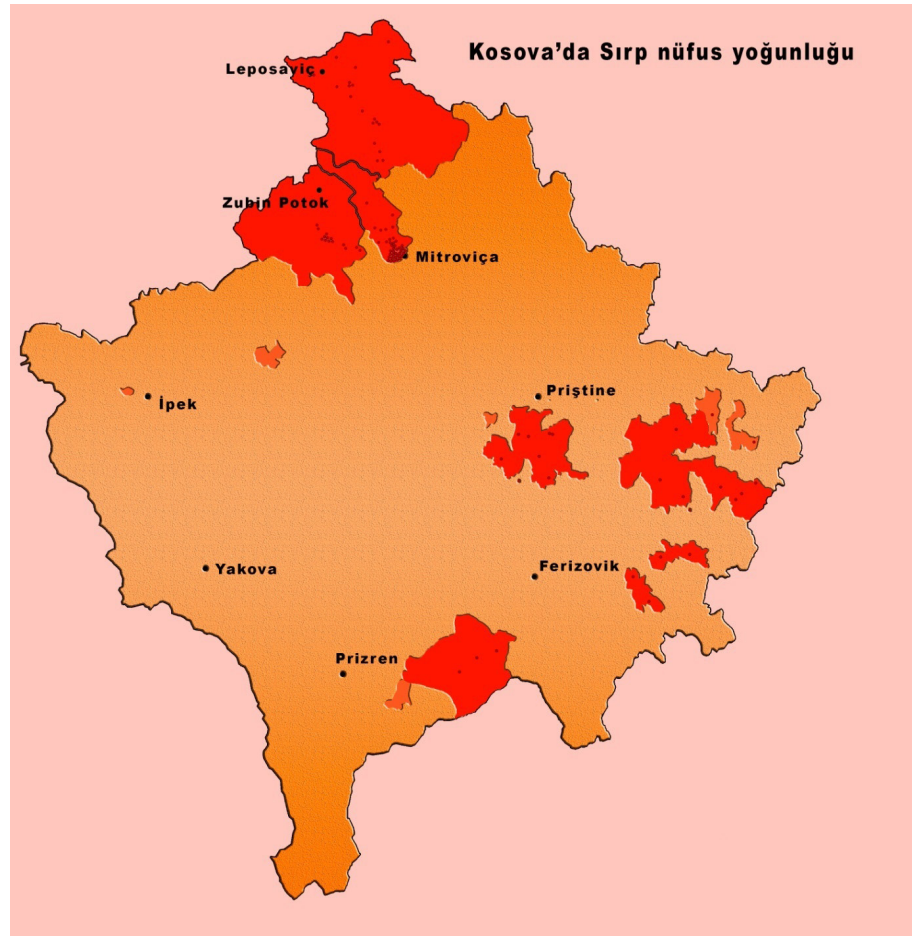 Kosova'da Sırp nüfus yoğunluğu
Leposaviç
Zubin Potok
Mitroviça
İpek
Priştine
Yakova
Ferizovik
Prizren